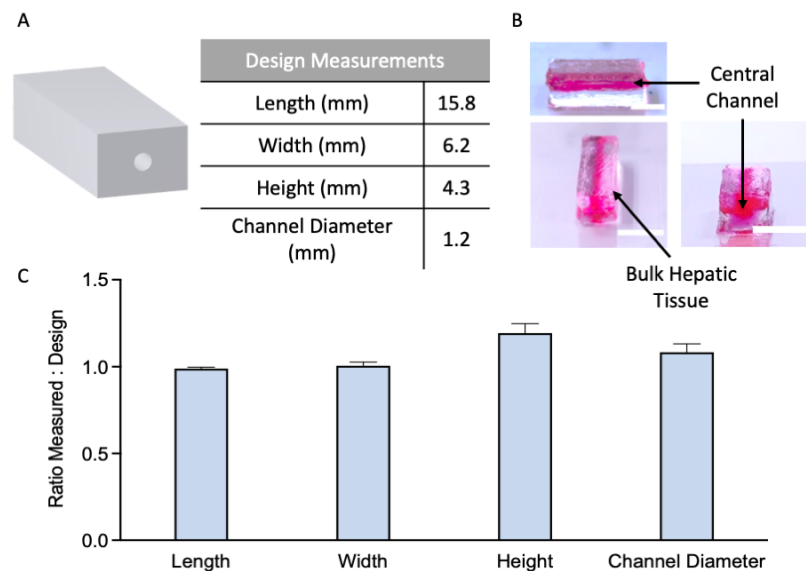 A
Design Measurements
Length (mm) 15.8
Width (mm) 6.2
Height (mm) 4.3
Channel Diameter
(mm) 1.2
B
Central
Channel
Bulk Hepatic
Tissue
C
Ratio Measured : Design
1.5
1.0
0.5
0.0
Length
Width
Height
Channel Diameter